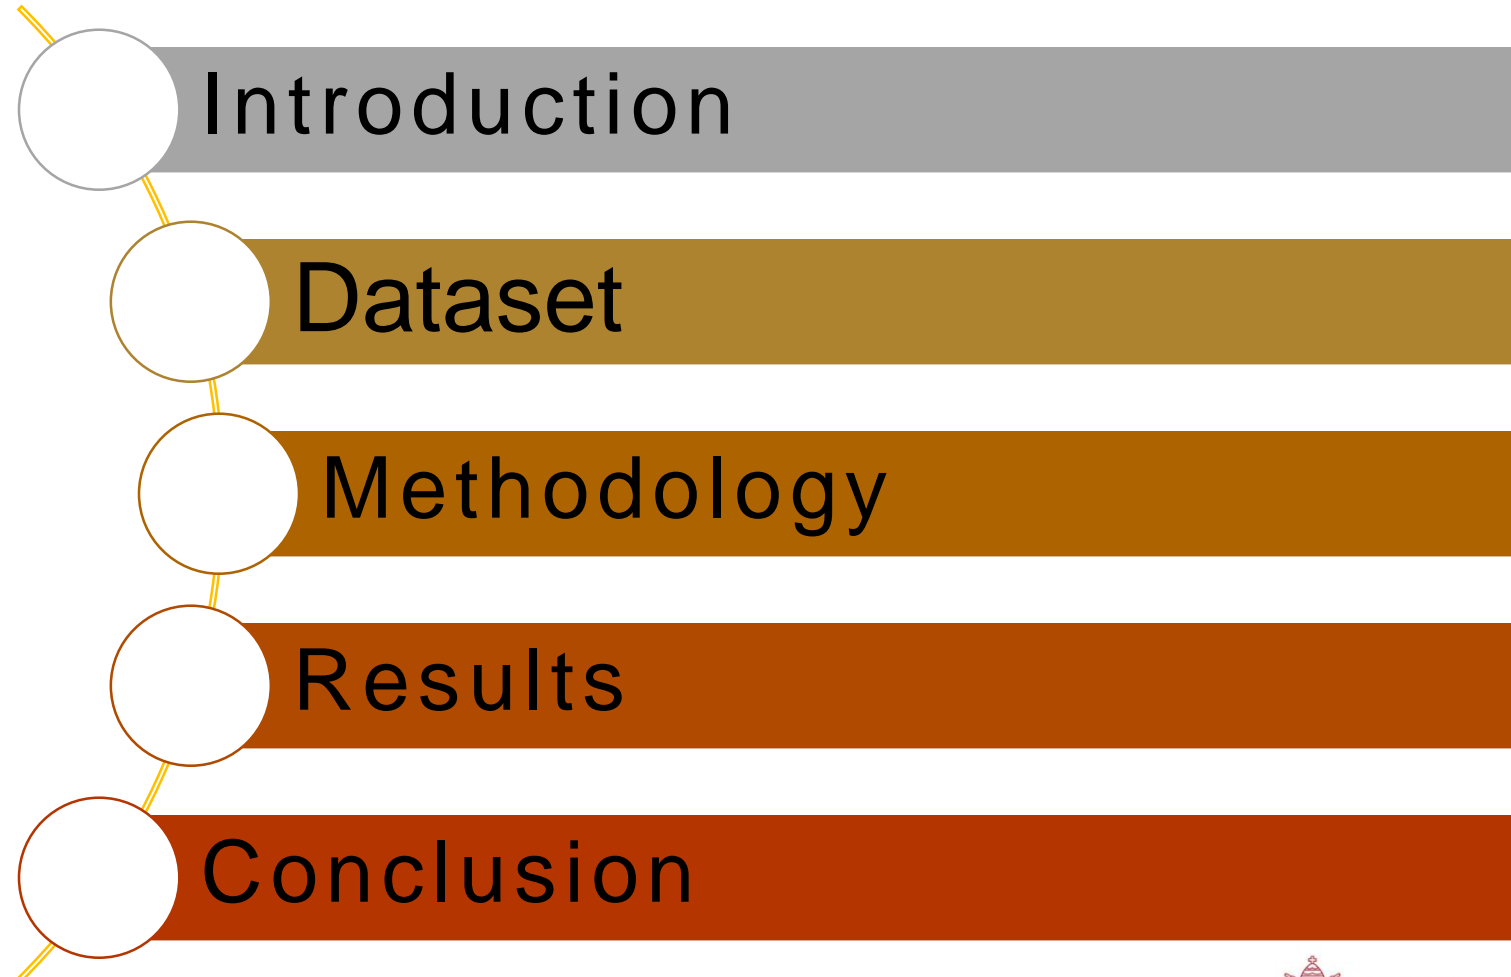 Introduction
Dataset
Methodology
Results
Conclusion